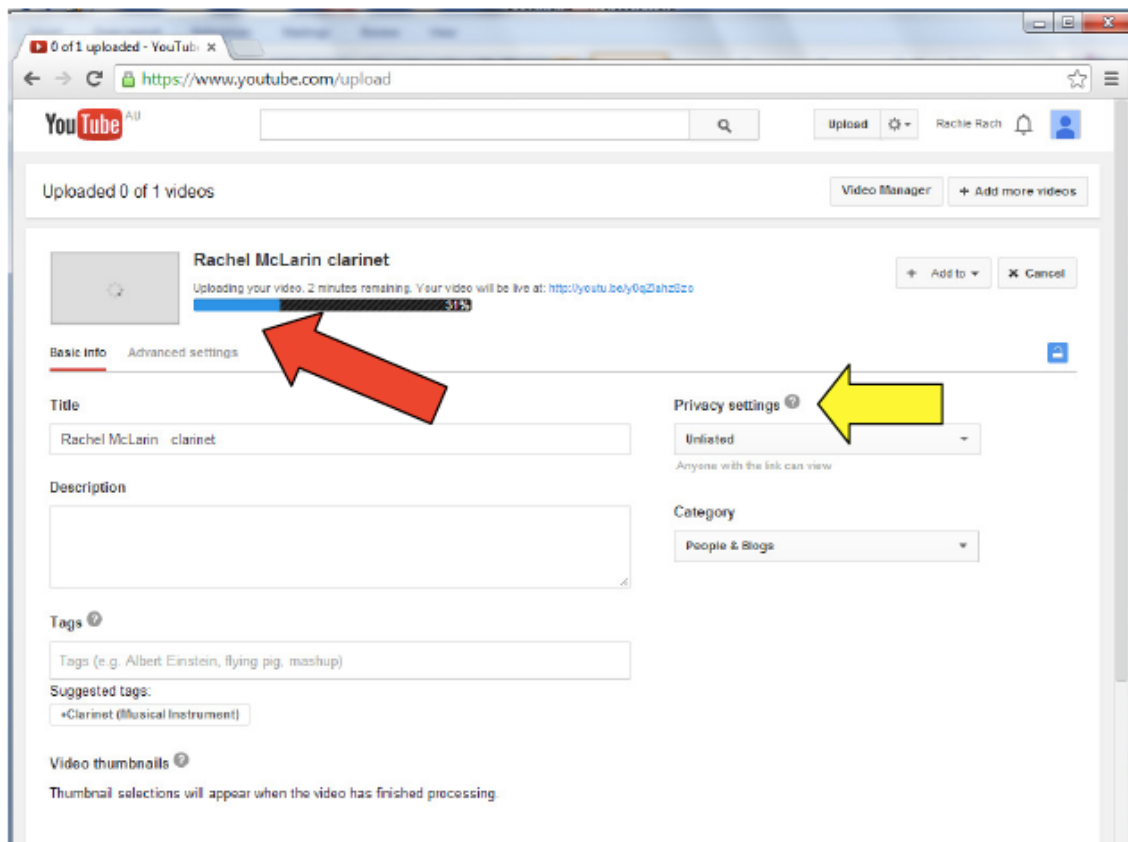 0 of 1 uploaded - YouTub
https://www.youtube.com/upload
YouTube AU
Upload
Rachie Rach
Uploaded 0 of 1 videos
Video Manager
+ Add more videos
Rachel McLarin clarinet
+ Add to
x Cancel
Uploading your video. 2 minutes remaining. Your video will be live at:
31%
Basic info Advanced settings
Title
Privacy settings ?
Rachel McLarin clarinet
Unlisted
Anyone with the link can view
Description
Category
People & Blogs
Tags ?
Tags (e.g. Albert Einstein, flying pig, mashup)
Suggested tags:
+Clarinet (Musical Instrument)
Video thumbnails ?
Thumbnail selections will appear when the video has finished processing.